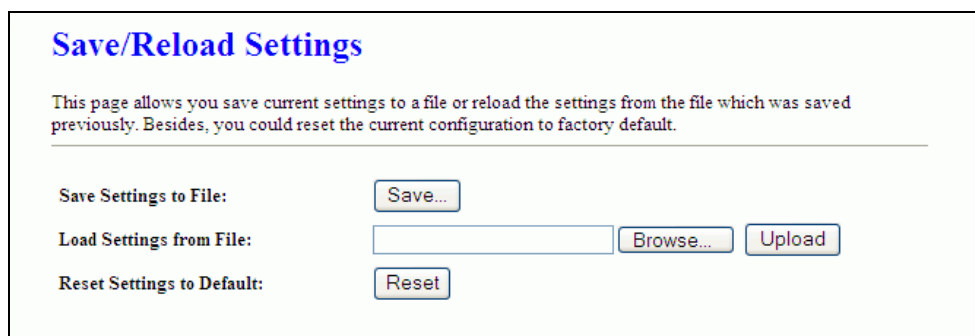 Save/Reload Settings
This page allows you save current settings to a file or reload the settings from the file which was saved
previously. Besides, you could reset the current configuration to factory default.
Save Settings to File: Save...
Load Settings from File: Browse... Upload
Reset Settings to Default: Reset